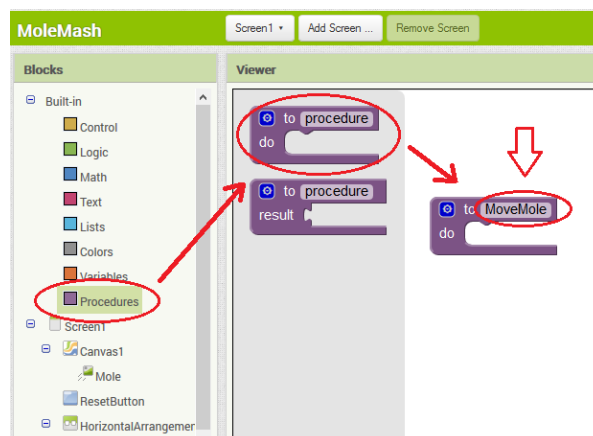 MoleMash
Screen1
Add Screen ...
Remove Screen
Blocks
Viewer
Built-in
Control
Logic
Math
Text
Lists
Colors
Variables
Procedures
Screen1
Canvas1
Mole
ResetButton
HorizontalArrangemen
to procedure
do
to procedure
result
to MoveMole
do